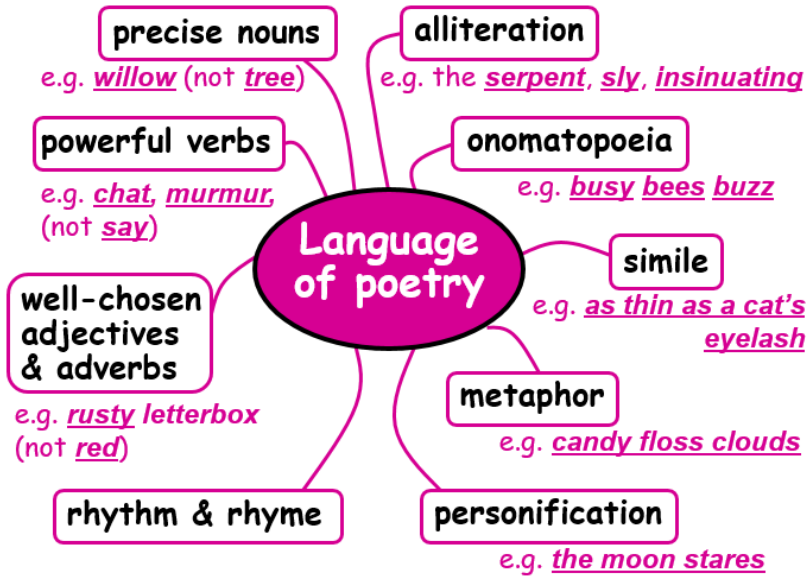 precise nouns
e.g. willow (not tree)
alliteration
e.g. the serpent, sly, insinuating
powerful verbs
e.g. chat, murmur,
(not say)
onomatopoeia
e.g. busy bees buzz
Language
of poetry
simile
e.g. as thin as a cat's
eyelash
well-chosen
adjectives
& adverbs
e.g. rusty letterbox
(not red)
metaphor
e.g. candy floss clouds
rhythm & rhyme
personification
e.g. the moon stares